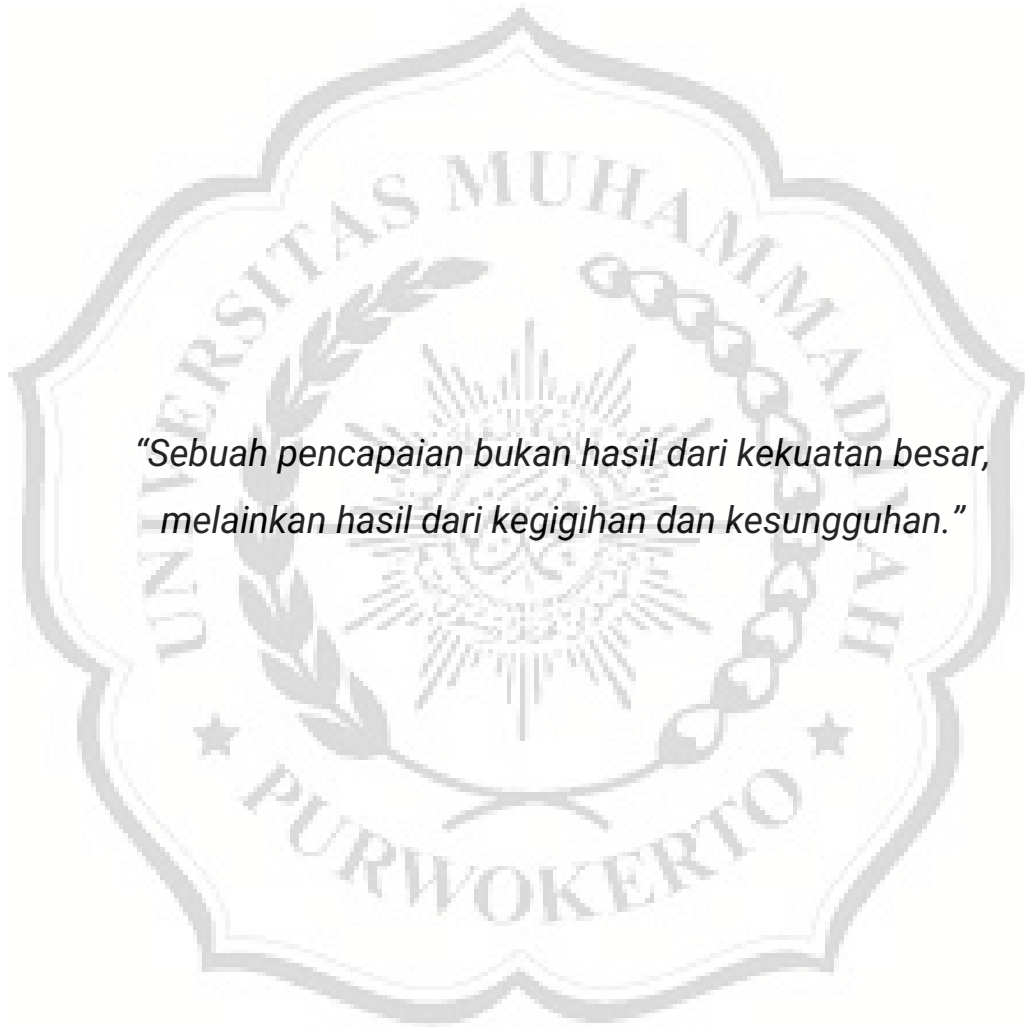 UNIVERSITAS MUHAMMADIYAH
“Sebuah pencapaian bukan hasil dari kekuatan besar,
melainkan hasil dari kegigihan dan kesungguhan.”
PURWOKERTO